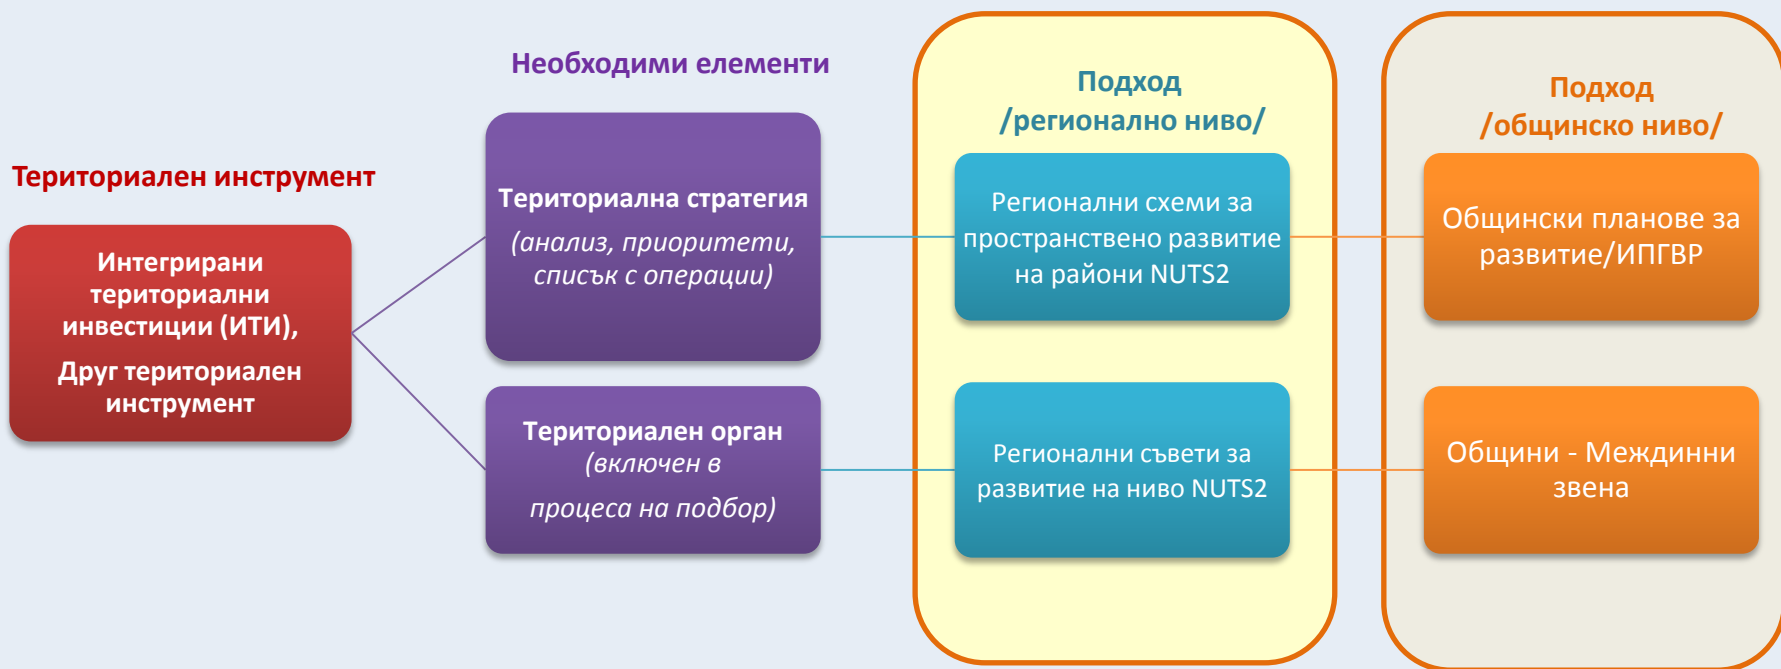 Териториален инструмент
Интегрирани
териториални
инвестиции (ИТИ),
Друг териториален
инструмент
Необходими елементи
Териториална стратегия
(анализ, приоритети,
списък с операции)
Териториален орган
(включен в
процеса на подбор)
Подход
/регионално ниво/
Регионални схеми за
пространствено развитие
на райони NUTS2
Регионални съвети за
развитие на ниво NUTS2
Подход
/общинско ниво/
Общински планове за
развитие/ИПГВР
Общини - Междинни
звена